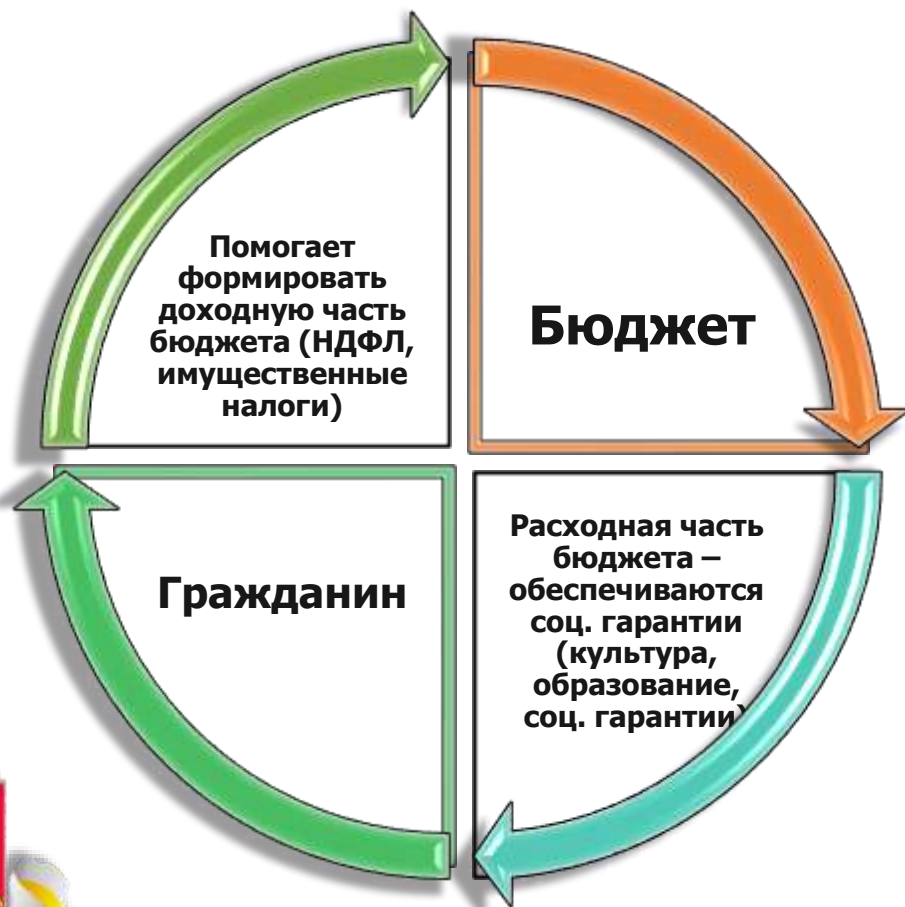 Помогает
формировать
доходную часть
бюджета (НДФЛ,
имущественные
налоги)
Бюджет
Гражданин
Расходная часть
бюджета –
обеспечиваются
соц. гарантии
(культура,
образование,
соц. гарантии)